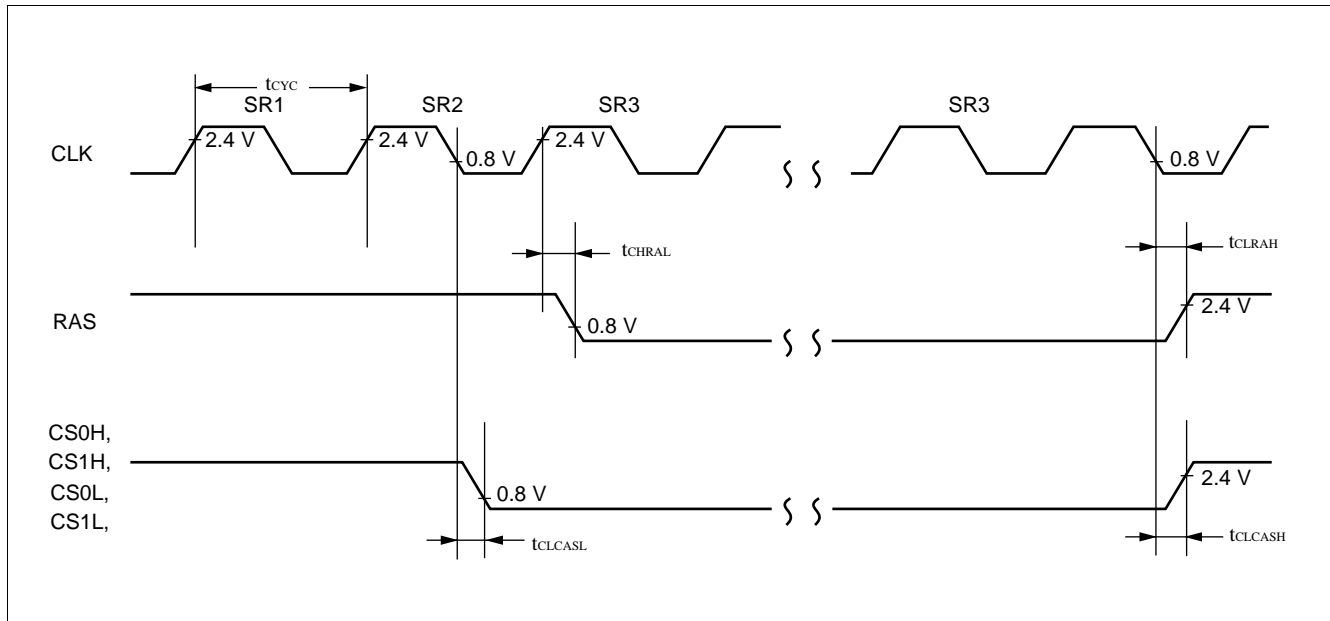 tCYC
SR1 SR2 SR3 SR3
CLK 2.4 V 2.4 V 0.8 V 2.4 V 0.8 V
tCHRAL tCLRAH
RAS 0.8 V 2.4 V
CS0H,
CS1H,
CS0L, 0.8 V 2.4 V
CS1L,
tCLCASL tCLCASH